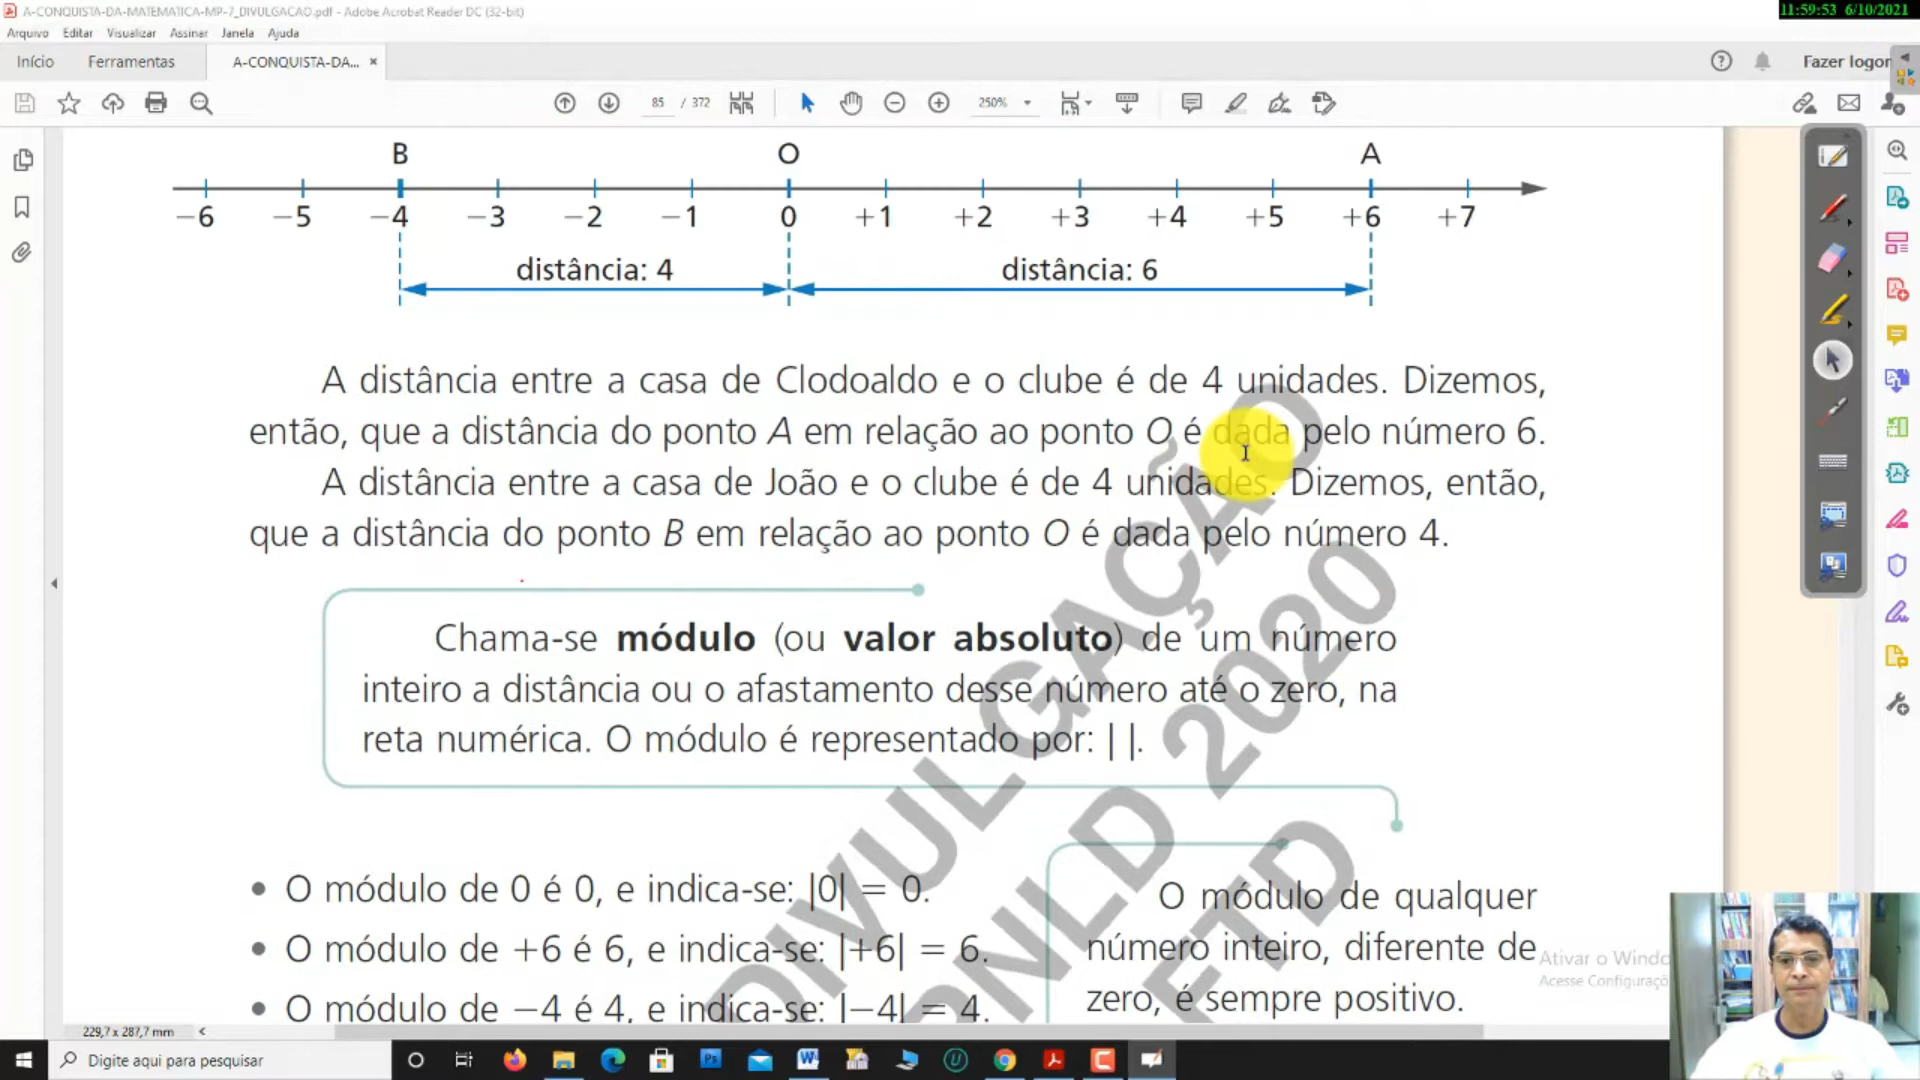 A-CONQUISTA-DA-MATEMATICA-MP-7_DIVULGACAO.pdf - Adobe Acrobat Reader DC (32-bit)
11:59:53 6/10/2021
Arquivo Editar Visualizar Assinar Janela Ajuda
Início Ferramentas A-CONQUISTA-DA... × Fazer logon
85 / 372 250%
B O A
−6 −5 −4 −3 −2 −1 0 +1 +2 +3 +4 +5 +6 +7
distância: 4 distância: 6
A distância entre a casa de Clodoaldo e o clube é de 4 unidades. Dizemos,
então, que a distância do ponto A em relação ao ponto O é dada pelo número 6.
A distância entre a casa de João e o clube é de 4 unidades. Dizemos, então,
que a distância do ponto B em relação ao ponto O é dada pelo número 4.
Chama-se módulo (ou valor absoluto) de um número
inteiro a distância ou o afastamento desse número até o zero, na
reta numérica. O módulo é representado por: | |.
• O módulo de 0 é 0, e indica-se: |0| = 0.
• O módulo de +6 é 6, e indica-se: |+6| = 6.
• O módulo de −4 é 4, e indica-se: |−4| = 4.
O módulo de qualquer
número inteiro, diferente de
zero, é sempre positivo.
DIVULGAÇÃO
PNLD 2020
FTD
Ativar o Windo
Acesse Configuraçõ
229,7 x 287,7 mm
Digite aqui para pesquisar